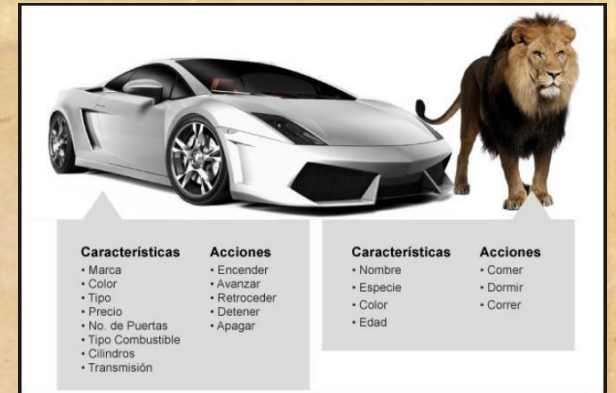 Características
• Marca
• Color
• Tipo
• Precio
• No. de Puertas
• Tipo Combustible
• Cilindros
• Transmisión
Acciones
• Encender
• Avanzar
• Retroceder
• Detener
• Apagar
Características
• Nombre
• Especie
• Color
• Edad
Acciones
• Comer
• Dormir
• Correr